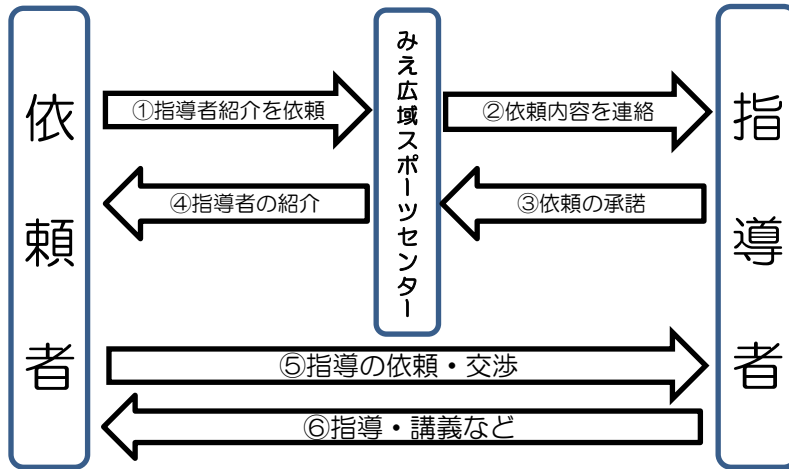 依頼者
①指導者紹介を依頼
④指導者の紹介
みえ広域スポーツセンター
②依頼内容を連絡
③依頼の承諾
指導者
⑤指導の依頼・交渉
⑥指導・講義など